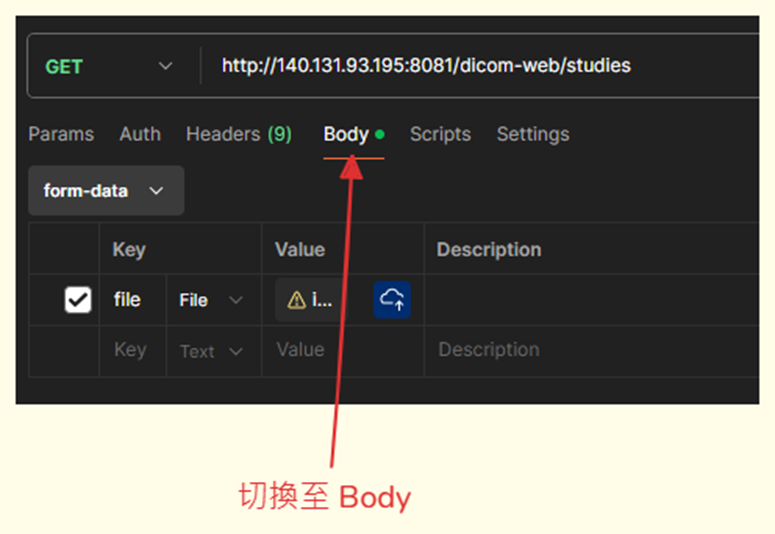 GET http://140.131.93.195:8081/dicom-web/studies
Params Auth Headers (9) Body Scripts Settings
form-data
Key Value Description
file File i...
Key Text Value Description
切換至 Body